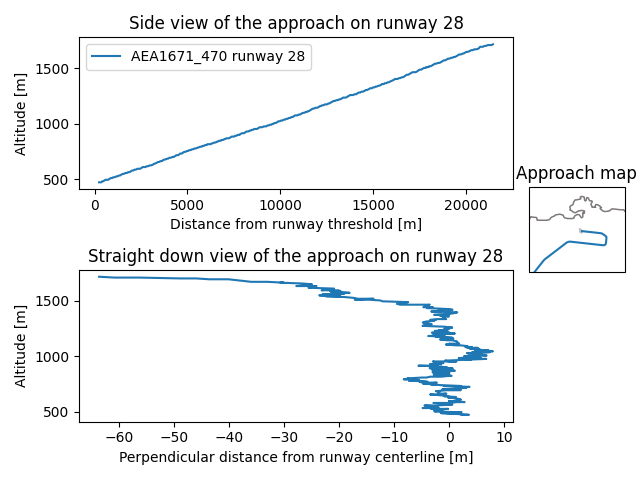 Side view of the approach on runway 28
AEA1671_470 runway 28
Altitude [m]
1500
1000
500
0
5000
10000
15000
20000
Distance from runway threshold [m]
Approach map
Straight down view of the approach on runway 28
Altitude [m]
1500
1000
500
−60
−50
−40
−30
−20
−10
0
10
Perpendicular distance from runway centerline [m]